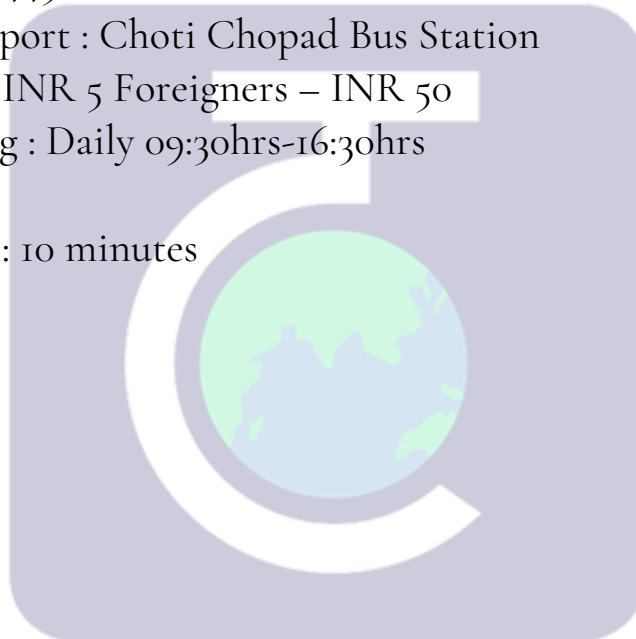 port : Choti Chopad Bus Station
INR 5 Foreigners – INR 50
g : Daily 09:30hrs-16:30hrs
: 10 minutes